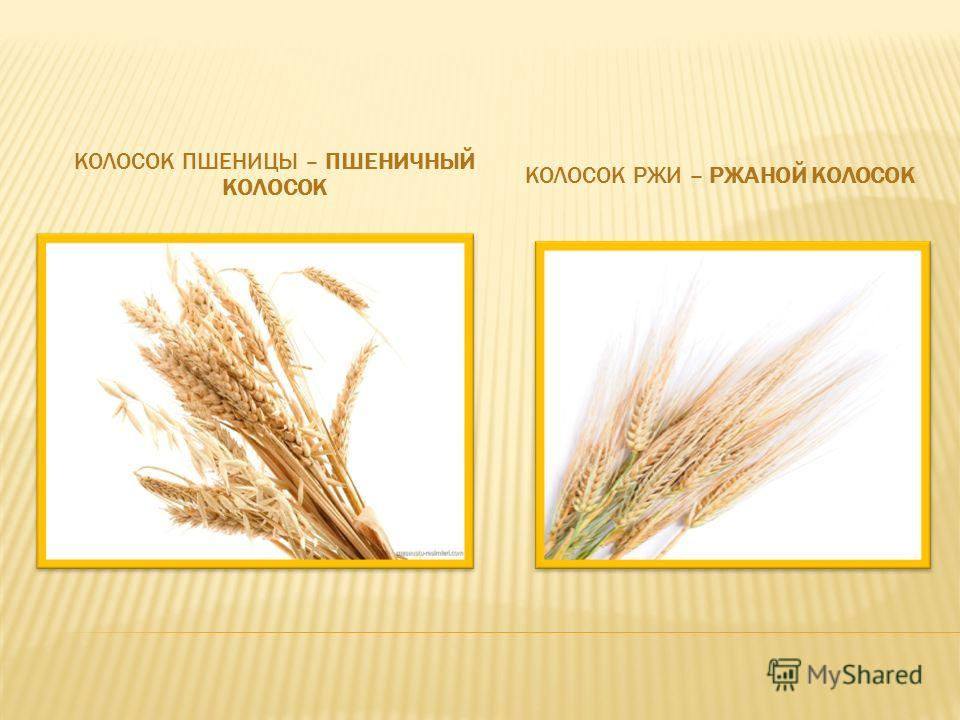 КОЛОСОК ПШЕНИЦЫ – ПШЕНИЧНЫЙ
КОЛОСОК
КОЛОСОК РЖИ – РЖАНОЙ КОЛОСОК
MyShared